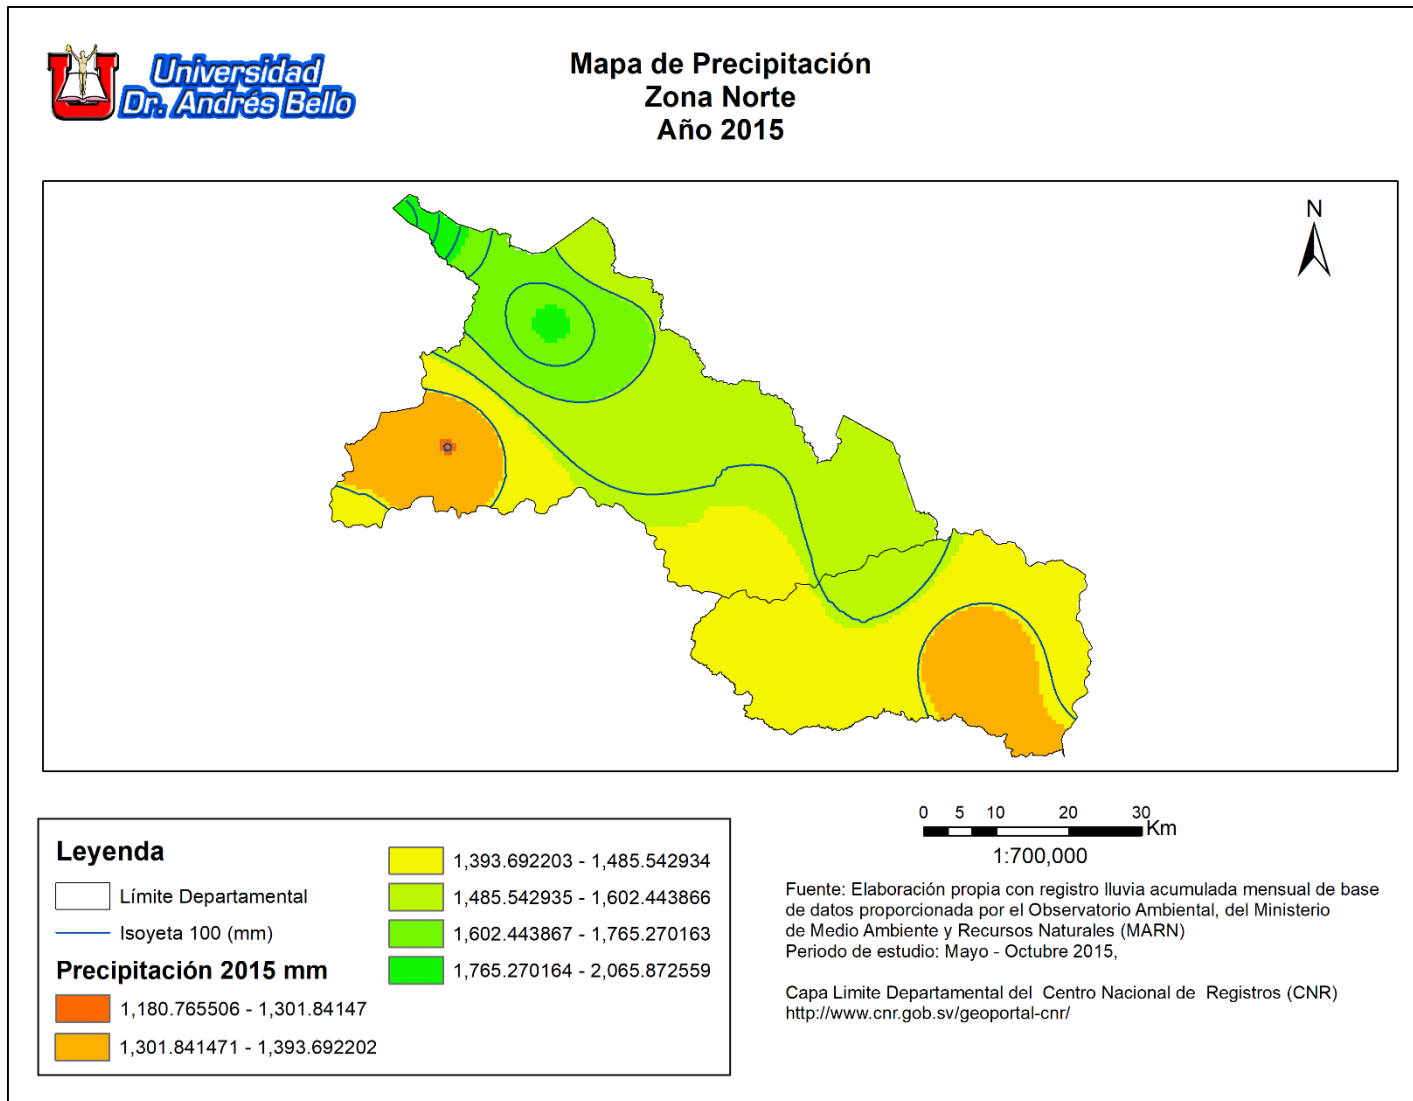 Universidad
Dr. Andrés Bello
Mapa de Precipitación
Zona Norte
Año 2015
N
Leyenda
Límite Departamental
Isoyeta 100 (mm)
Precipitación 2015 mm
1,180.765506 - 1,301.84147
1,301.841471 - 1,393.692202
1,393.692203 - 1,485.542934
1,485.542935 - 1,602.443866
1,602.443867 - 1,765.270163
1,765.270164 - 2,065.872559
0 5 10 20 30
Km
1:700,000
Fuente: Elaboración propia con registro lluvia acumulada mensual de base
de datos proporcionada por el Observatorio Ambiental, del Ministerio
de Medio Ambiente y Recursos Naturales (MARN)
Periodo de estudio: Mayo - Octubre 2015,
Capa Limite Departamental del Centro Nacional de Registros (CNR)
http://www.cnr.gob.sv/geoportal-cnr/